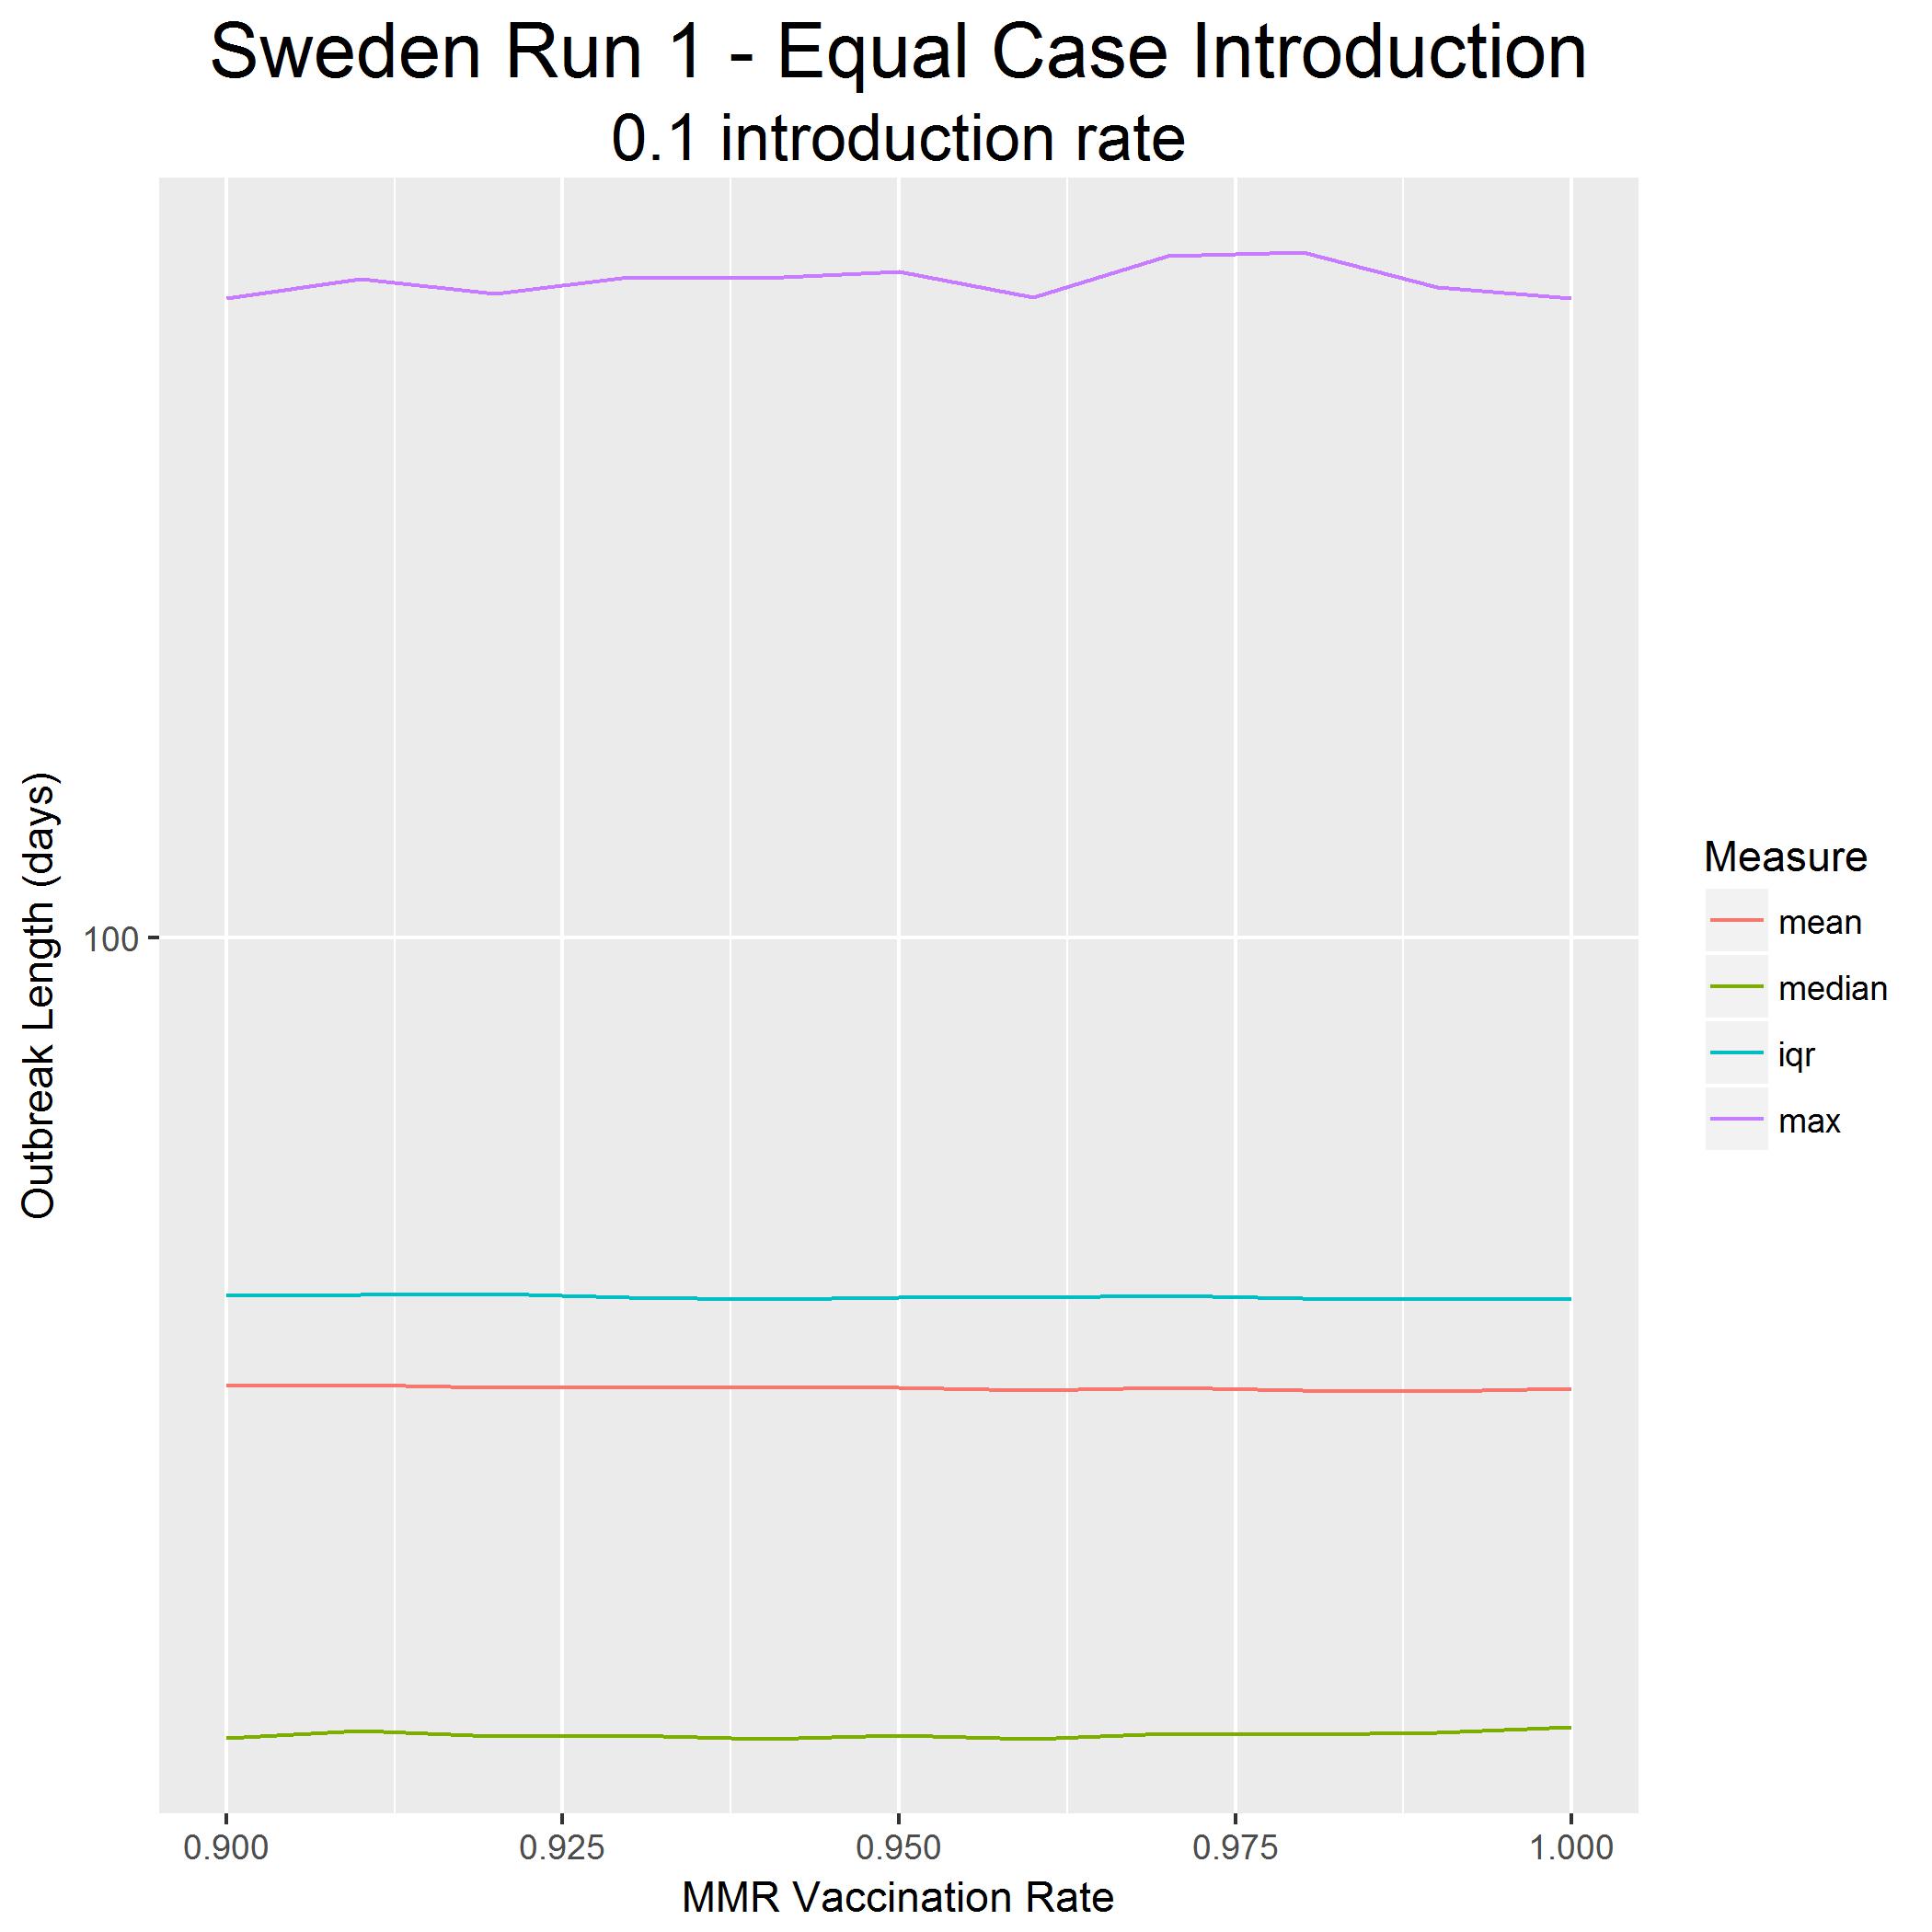 Sweden Run 1 - Equal Case Introduction
0.1 introduction rate
Outbreak Length (days)
100
0.900
0.925
0.950
0.975
1.000
MMR Vaccination Rate
Measure
mean
median
iqr
max